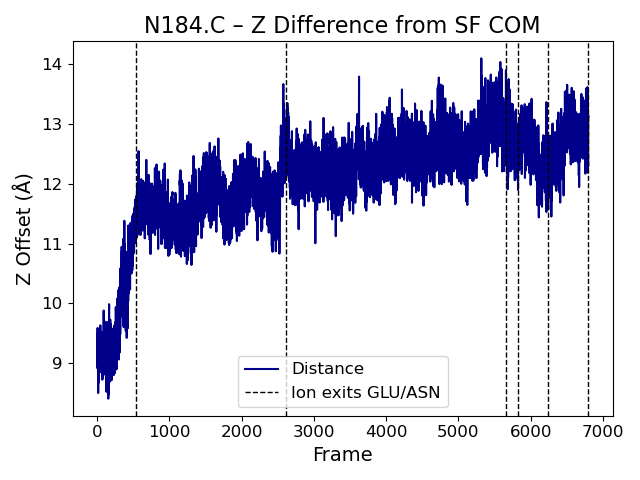 N184.C – Z Difference from SF COM
Z Offset (Å)
14
13
12
11
10
9
Distance
Ion exits GLU/ASN
0 1000 2000 3000 4000 5000 6000 7000
Frame